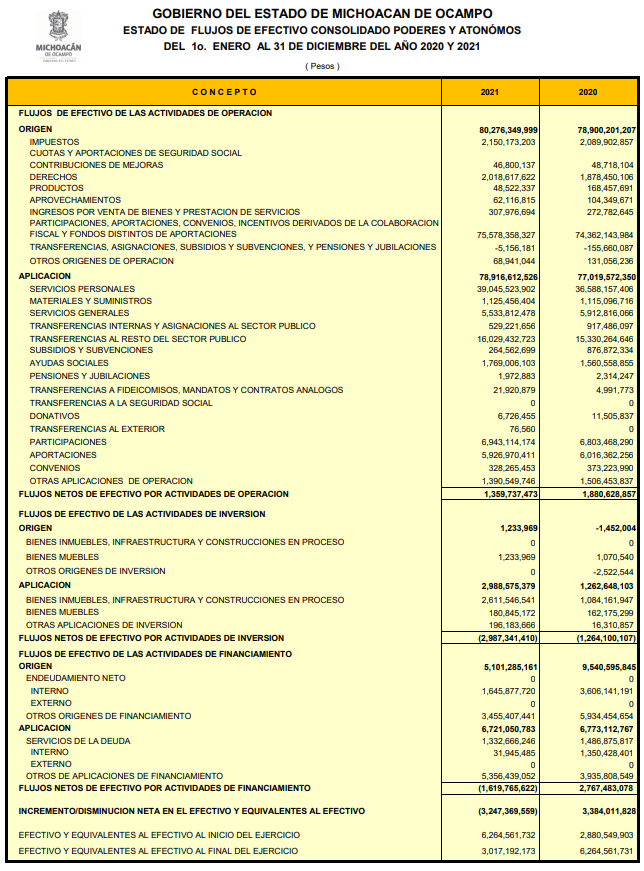 GOBIERNO DEL ESTADO DE MICHOACAN DE OCAMPO
ESTADO DE FLUJOS DE EFECTIVO CONSOLIDADO PODERES Y ATONÓMOS
DEL 1o. ENERO AL 31 DE DICIEMBRE DEL AÑO 2020 Y 2021
( Pesos )
MICHOACÁN
DE OCAMPO
C O N C E P T O 2021 2020
FLUJOS DE EFECTIVO DE LAS ACTIVIDADES DE OPERACION
ORIGEN 80,276,349,999 78,900,201,207
IMPUESTOS 2,150,173,203 2,089,902,857
CUOTAS Y APORTACIONES DE SEGURIDAD SOCIAL
CONTRIBUCIONES DE MEJORAS 46,800,137 48,718,104
DERECHOS 2,018,617,622 1,878,450,106
PRODUCTOS 48,522,337 168,457,691
APROVECHAMIENTOS 62,116,815 104,349,671
INGRESOS POR VENTA DE BIENES Y PRESTACION DE SERVICIOS 307,976,694 272,782,645
PARTICIPACIONES, APORTACIONES, CONVENIOS, INCENTIVOS DERIVADOS DE LA COLABORACION
FISCAL Y FONDOS DISTINTOS DE APORTACIONES 75,578,358,327 74,362,143,984
TRANSFERENCIAS, ASIGNACIONES, SUBSIDIOS Y SUBVENCIONES, Y PENSIONES Y JUBILACIONES -5,156,181 -155,660,087
OTROS ORIGENES DE OPERACION 68,941,044 131,056,236
APLICACION 78,916,612,526 77,019,572,350
SERVICIOS PERSONALES 39,045,523,902 36,588,157,406
MATERIALES Y SUMINISTROS 1,125,456,404 1,115,096,716
SERVICIOS GENERALES 5,533,812,478 5,912,816,066
TRANSFERENCIAS INTERNAS Y ASIGNACIONES AL SECTOR PUBLICO 529,221,656 917,486,097
TRANSFERENCIAS AL RESTO DEL SECTOR PUBLICO 16,029,432,723 15,330,264,646
SUBSIDIOS Y SUBVENCIONES 264,562,699 876,872,334
AYUDAS SOCIALES 1,769,006,103 1,560,558,855
PENSIONES Y JUBILACIONES 1,972,883 2,314,247
TRANSFERENCIAS A FIDEICOMISOS, MANDATOS Y CONTRATOS ANALOGOS 21,920,879 4,991,773
TRANSFERENCIAS A LA SEGURIDAD SOCIAL 0 0
DONATIVOS 6,726,455 11,505,837
TRANSFERENCIAS AL EXTERIOR 76,560 0
PARTICIPACIONES 6,943,114,174 6,803,468,290
APORTACIONES 5,926,970,411 6,016,362,256
CONVENIOS 328,265,453 373,223,990
OTRAS APLICACIONES DE OPERACION 1,390,549,746 1,506,453,837
FLUJOS NETOS DE EFECTIVO POR ACTIVIDADES DE OPERACION 1,359,737,473 1,880,628,857
FLUJOS DE EFECTIVO DE LAS ACTIVIDADES DE INVERSION
ORIGEN 1,233,969 -1,452,004
BIENES INMUEBLES, INFRAESTRUCTURA Y CONSTRUCCIONES EN PROCESO 0 0
BIENES MUEBLES 1,233,969 1,070,540
OTROS ORIGENES DE INVERSION 0 -2,522,544
APLICACION 2,988,575,379 1,262,648,103
BIENES INMUEBLES, INFRAESTRUCTURA Y CONSTRUCCIONES EN PROCESO 2,611,546,541 1,084,161,947
BIENES MUEBLES 180,845,172 162,175,299
OTRAS APLICACIONES DE INVERSION 196,183,666 16,310,857
FLUJOS NETOS DE EFECTIVO POR ACTIVIDADES DE INVERSION (2,987,341,410) (1,264,100,107)
FLUJOS DE EFECTIVO DE LAS ACTIVIDADES DE FINANCIAMIENTO
ORIGEN 5,101,285,161 9,540,595,845
ENDEUDAMIENTO NETO 0 0
INTERNO 1,645,877,720 3,606,141,191
EXTERNO 0 0
OTROS ORIGENES DE FINANCIAMIENTO 3,455,407,441 5,934,454,654
APLICACION 6,721,050,783 6,773,112,767
SERVICIOS DE LA DEUDA 1,332,666,246 1,486,875,817
INTERNO 31,945,485 1,350,428,401
EXTERNO 0 0
OTROS DE APLICACIONES DE FINANCIAMIENTO 5,356,439,052 3,935,808,549
FLUJOS NETOS DE EFECTIVO POR ACTIVIDADES DE FINANCIAMIENTO (1,619,765,622) 2,767,483,078
INCREMENTO/DISMINUCION NETA EN EL EFECTIVO Y EQUIVALENTES AL EFECTIVO (3,247,369,559) 3,384,011,828
EFECTIVO Y EQUIVALENTES AL EFECTIVO AL INICIO DEL EJERCICIO 6,264,561,732 2,880,549,903
EFECTIVO Y EQUIVALENTES AL EFECTIVO AL FINAL DEL EJERCICIO 3,017,192,173 6,264,561,731